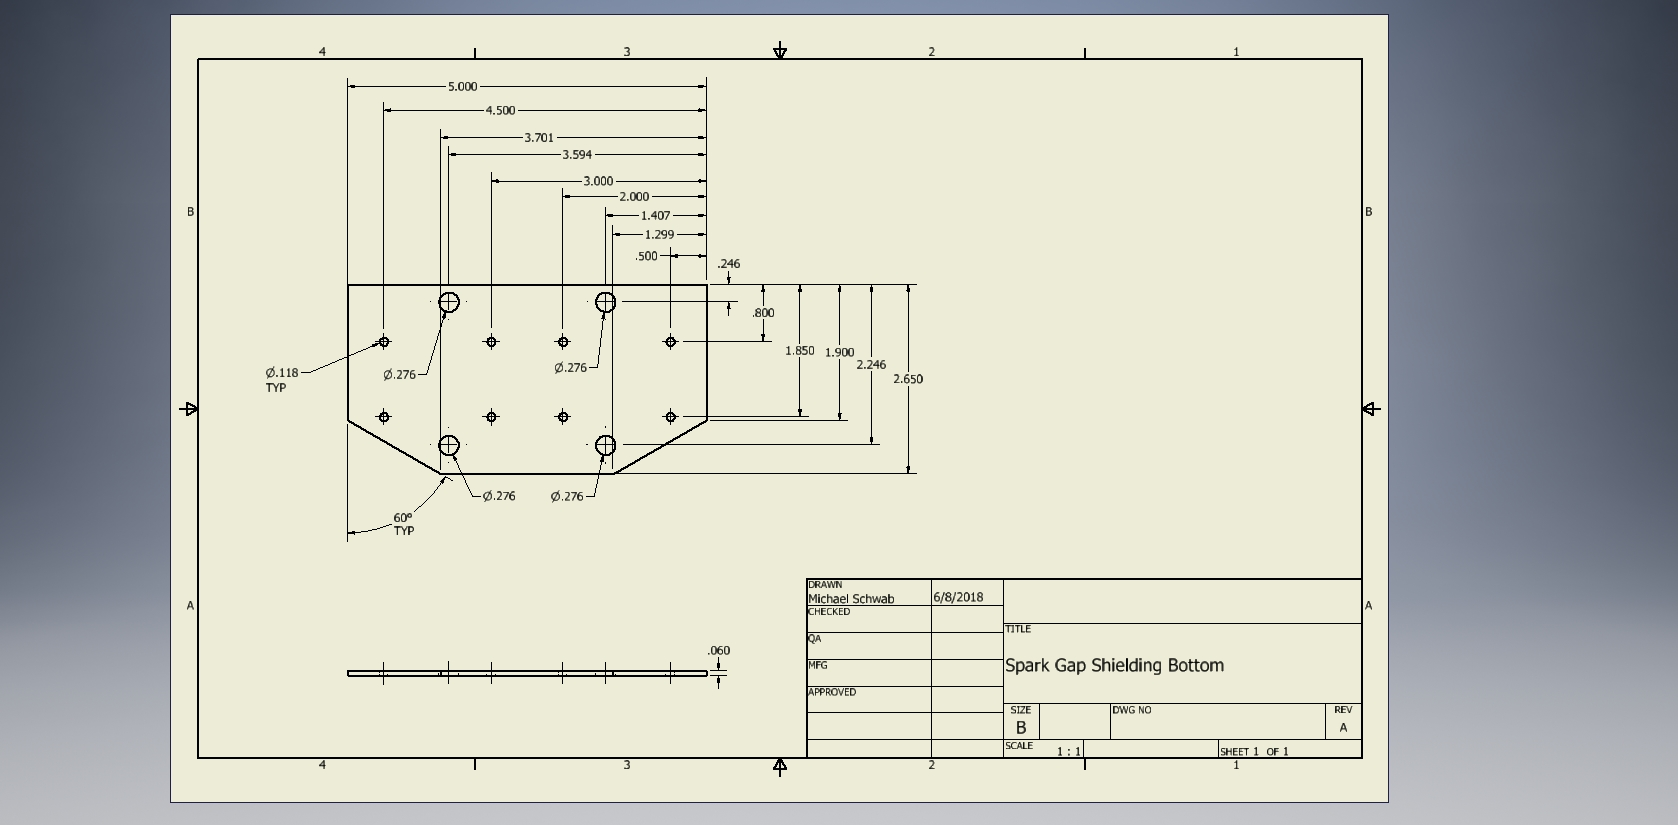 4 3 2 1
5.000
4.500
3.701
3.594
3.000
2.000
1.407
1.299
.500
.246
B B
.800
1.850
1.900
2.246
2.650
Ø.118
TYP
Ø.276
Ø.276
Ø.276
Ø.276
60°
TYP
A A
.060
DRAWN
Michael Schwab 6/8/2018
CHECKED
QA
MFG
APPROVED
TITLE
Spark Gap Shielding Bottom
SIZE
B
DWG NO
REV
A
SCALE 1 : 1
SHEET 1 OF 1
4 3 2 1